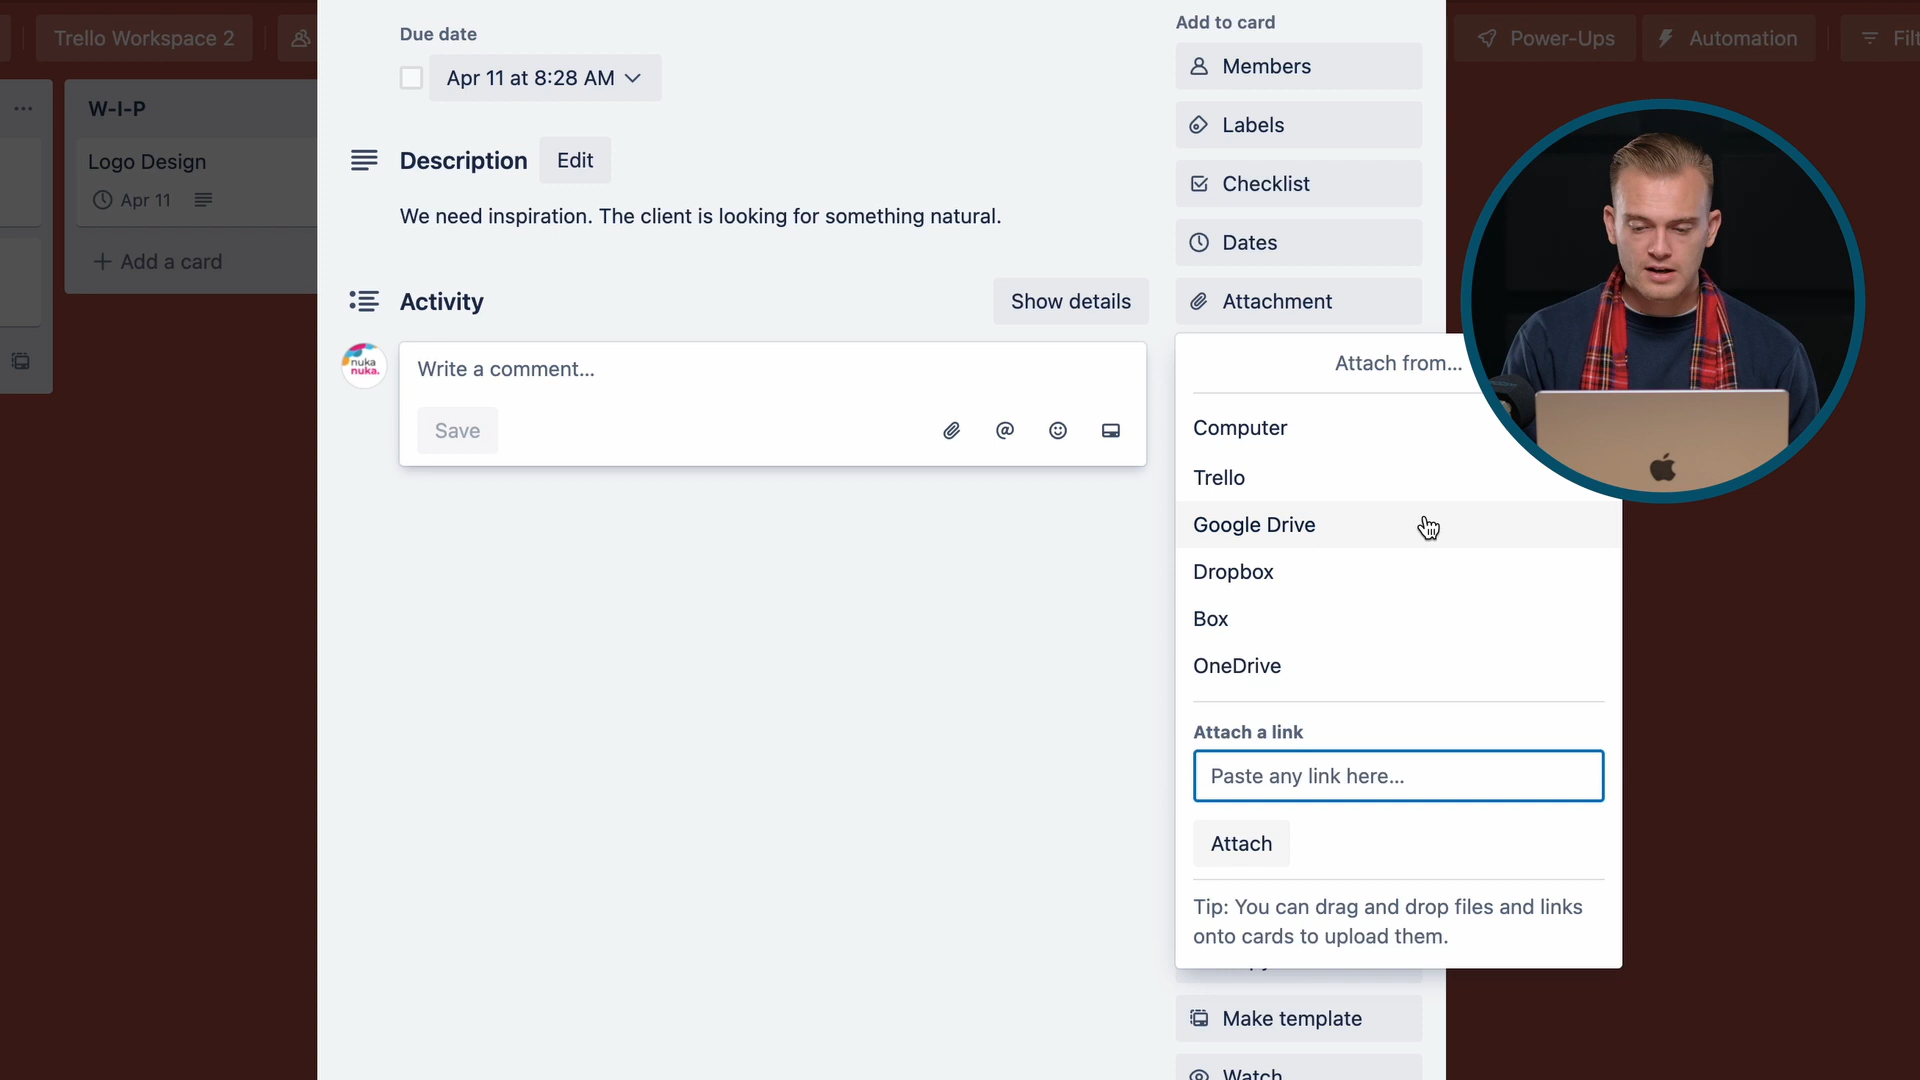 Trello Workspace 2
W-I-P
Logo Design
Apr 11
Add a card
Due date
Apr 11 at 8:28 AM
Description
Edit
We need inspiration. The client is looking for something natural.
Activity
Show details
nuka
nuka.
Write a comment...
Save
Add to card
Members
Labels
Checklist
Dates
Attachment
Attach from...
Computer
Trello
Google Drive
Dropbox
Box
OneDrive
Attach a link
Paste any link here...
Attach
Tip: You can drag and drop files and links
onto cards to upload them.
Make template
Watch
Power-Ups
Automation